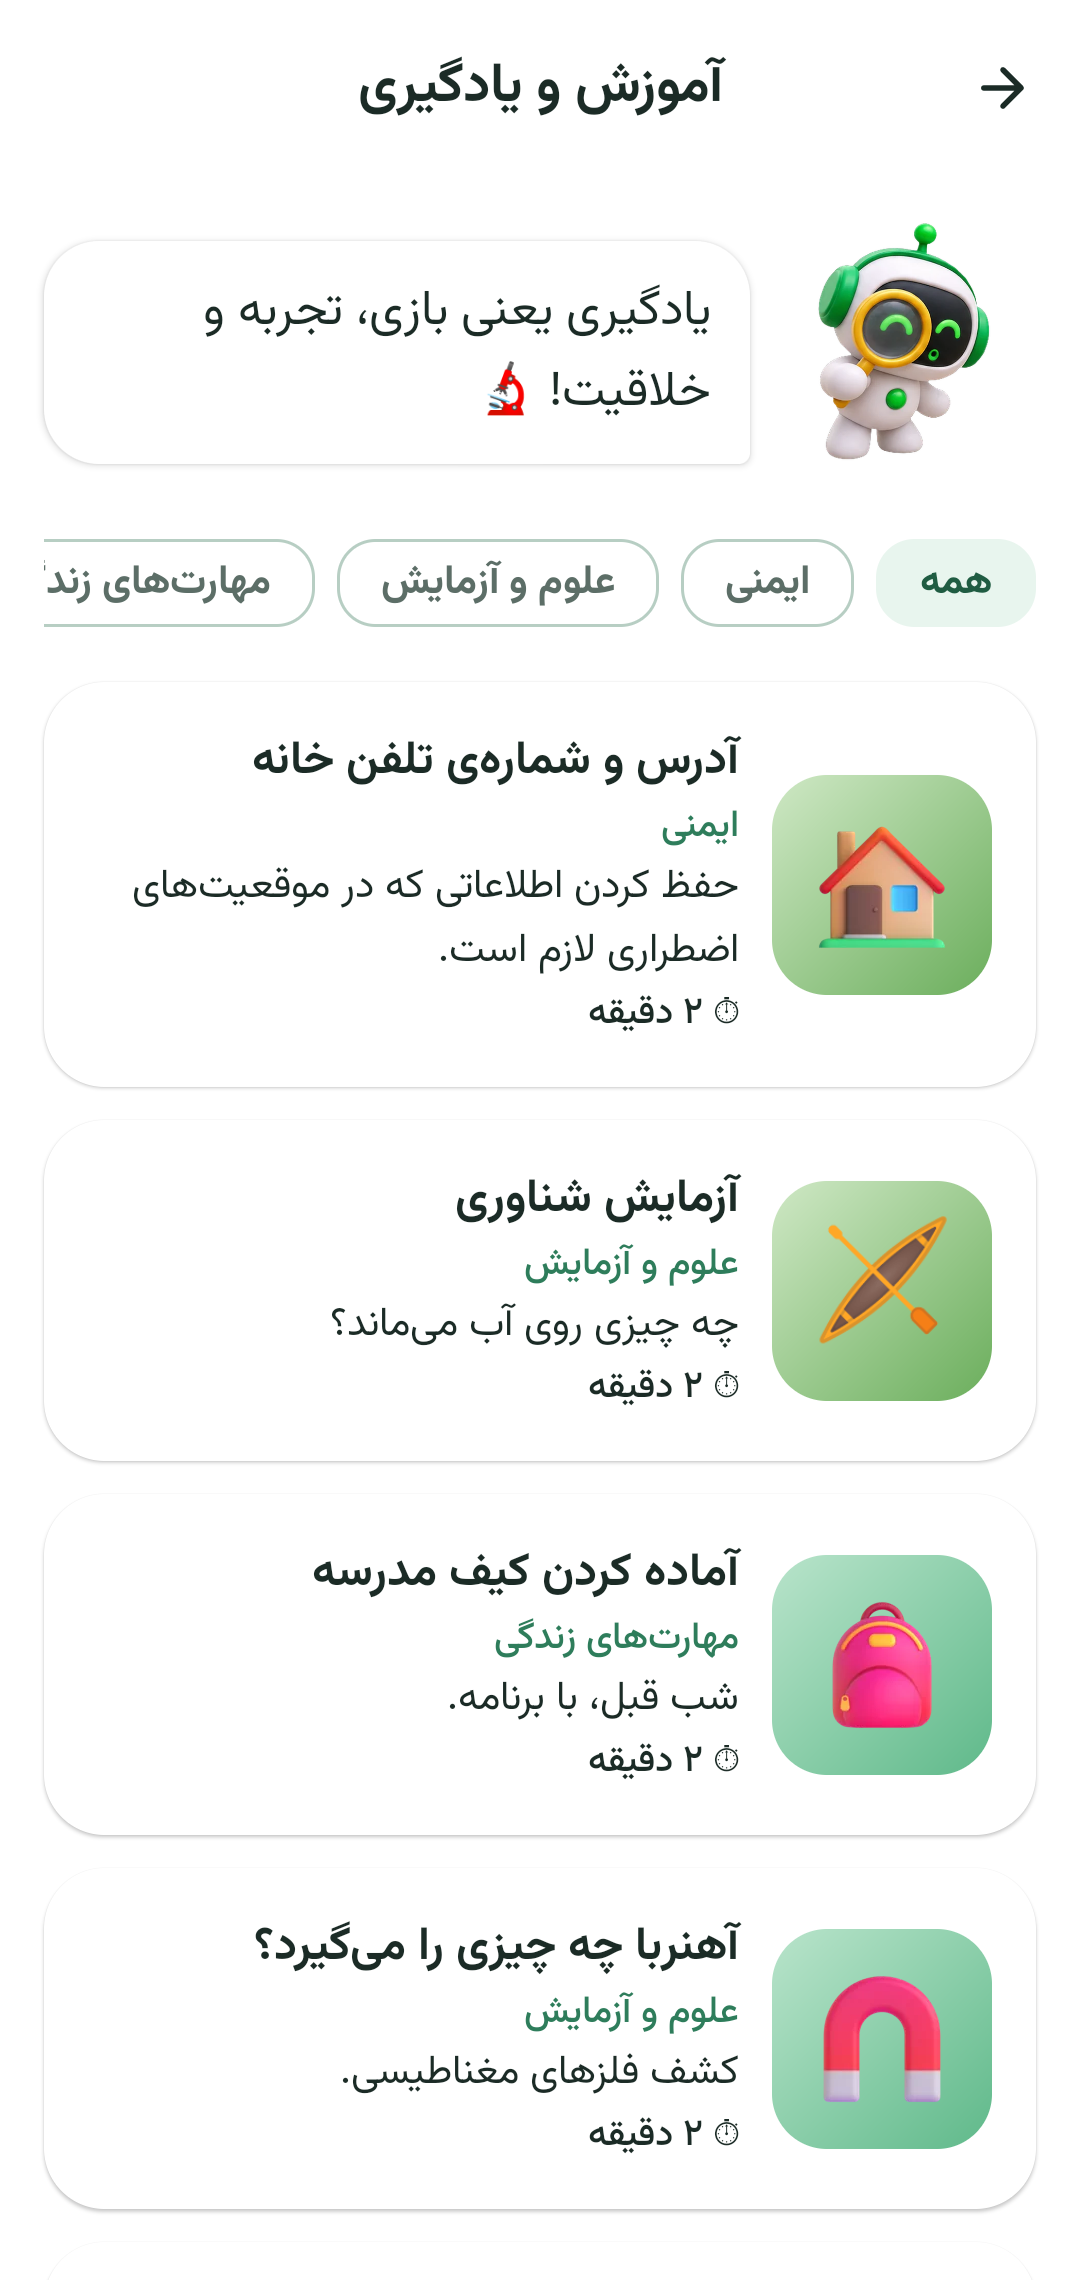 آموزش و یادگیری
یادگیری یعنی بازی، تجربه و
خلاقیت! 🔬
همه
ایمنی
علوم و آزمایش
مهارت‌های
آدرس و شماره‌ی تلفن خانه
ایمنی
حفظ کردن اطلاعاتی که در موقعیت‌های
اضطراری لازم است.
⏱ ۲ دقیقه
آزمایش شناوری
علوم و آزمایش
چه چیزی روی آب می‌ماند؟
⏱ ۲ دقیقه
آماده کردن کیف مدرسه
مهارت‌های زندگی
شب قبل، با برنامه.
⏱ ۲ دقیقه
آهنربا چه چیزی را می‌گیرد؟
علوم و آزمایش
کشف فلزهای مغناطیسی.
⏱ ۲ دقیقه